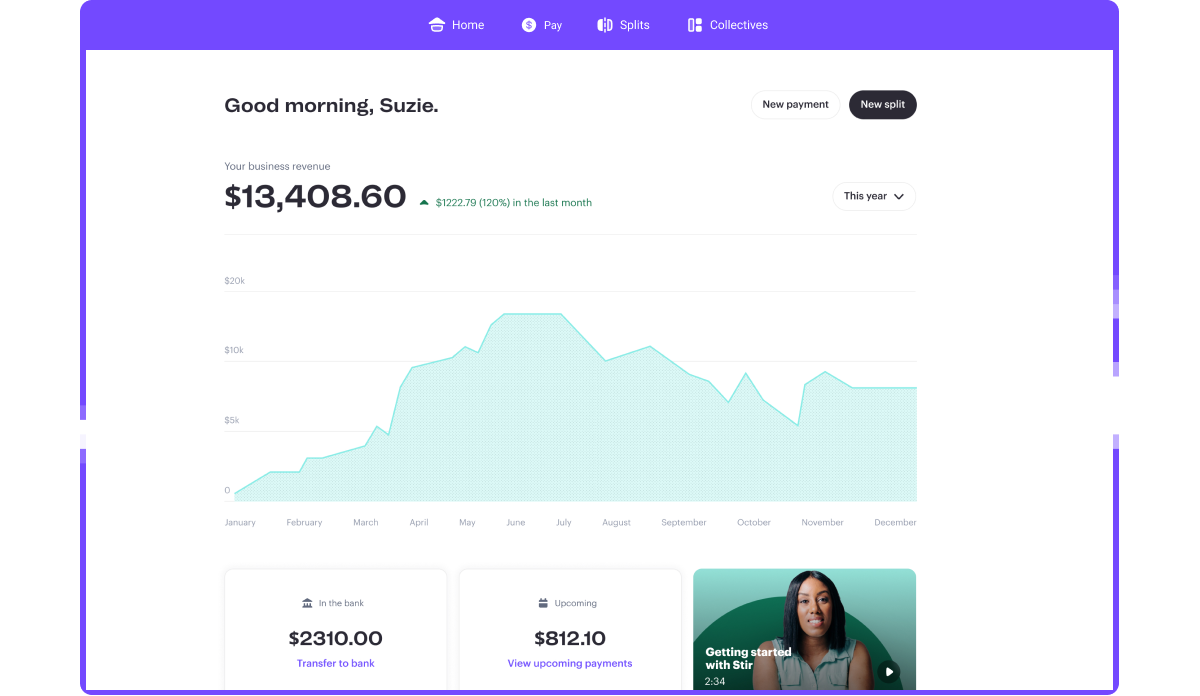 Home Pay Splits Collectives
Good morning, Suzie.
New payment New split
Your business revenue
$13,408.60 $1222.79 (120%) in the last month
This year
$20k
$10k
$5k
0
January February March April May June July August September October November December
In the bank
$2310.00
Transfer to bank
Upcoming
$812.10
View upcoming payments
Getting started
with Stir
2:34